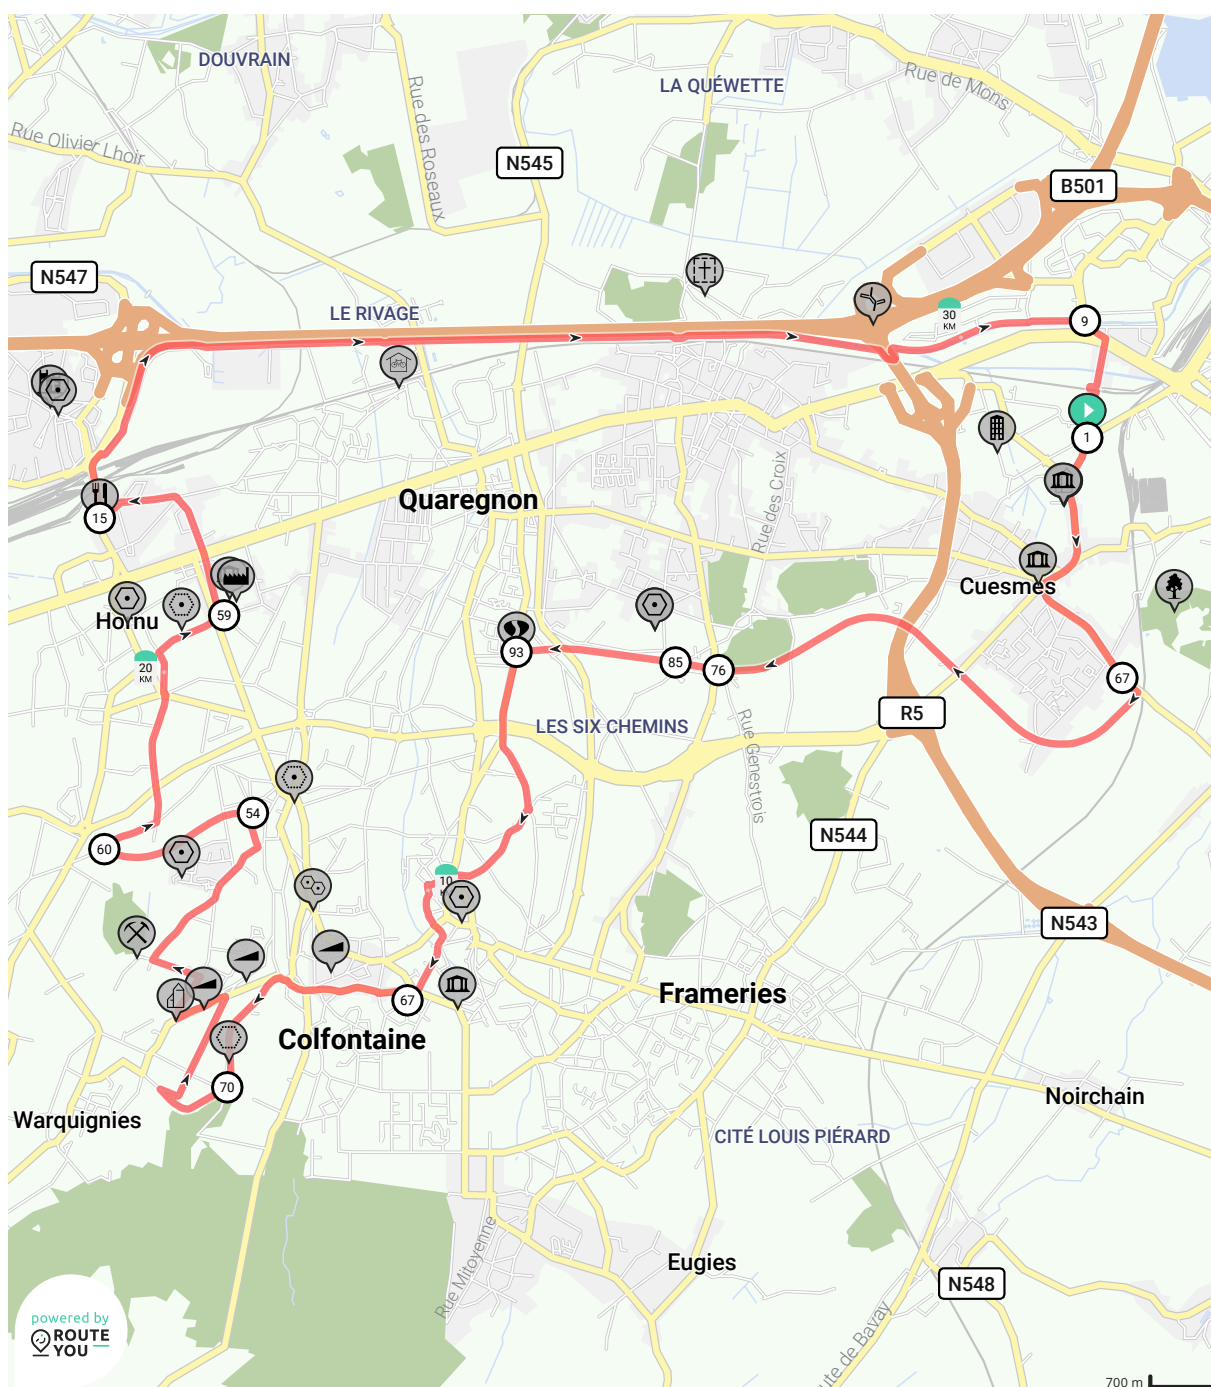 DOUVRAIN
LA QUÉWETTE
Rue de Mons
Rue des Roseaux
Rue Olivier Lhoir
N545
B501
N547
LE RIVAGE
30
KM
9
1
Quaregnon
Rue des Croix
15
Cuesmes
Hornu
59
20
KM
93
85
76
67
R5
LES SIX CHEMINS
Rue Genestrois
54
60
N544
10
N543
67
Frameries
Colfontaine
70
Warquignies
Noirchain
CITÉ LOUIS PIÉRARD
Rue Mitoyenne
Eugies
N548
ute de Bavay
powered by
ROUTE
YOU
700 m